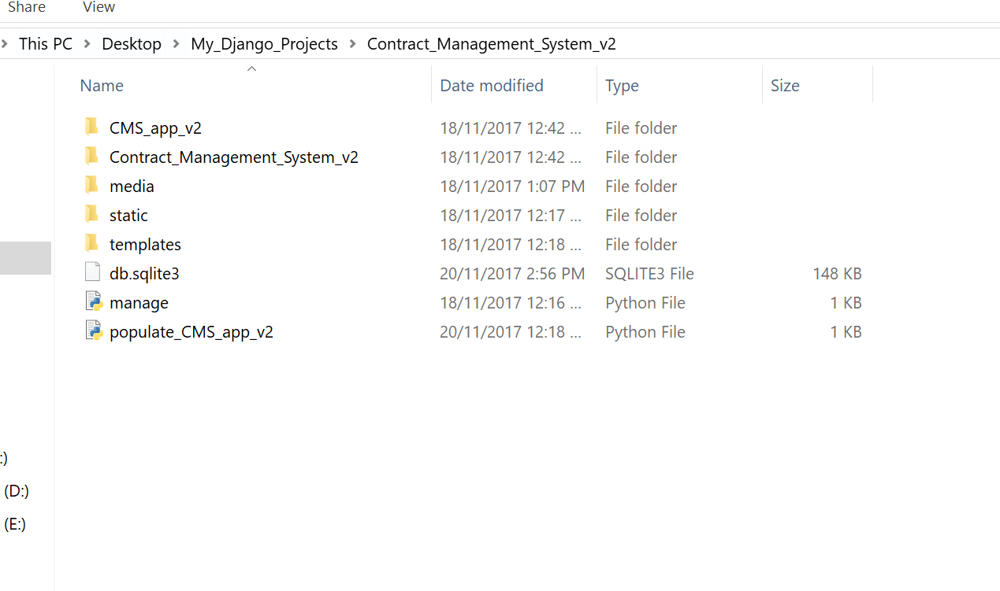 Share View
This PC > Desktop > My_Django_Projects > Contract_Management_System_v2
Name Date modified Type Size
CMS_app_v2 18/11/2017 12:42 ... File folder
Contract_Management_System_v2 18/11/2017 12:42 ... File folder
media 18/11/2017 1:07 PM File folder
static 18/11/2017 12:17 ... File folder
templates 18/11/2017 12:18 ... File folder
db.sqlite3 20/11/2017 2:56 PM SQLITE3 File 148 KB
manage 18/11/2017 12:16 ... Python File 1 KB
populate_CMS_app_v2 20/11/2017 12:18 ... Python File 1 KB
:)
(D:)
(E:)